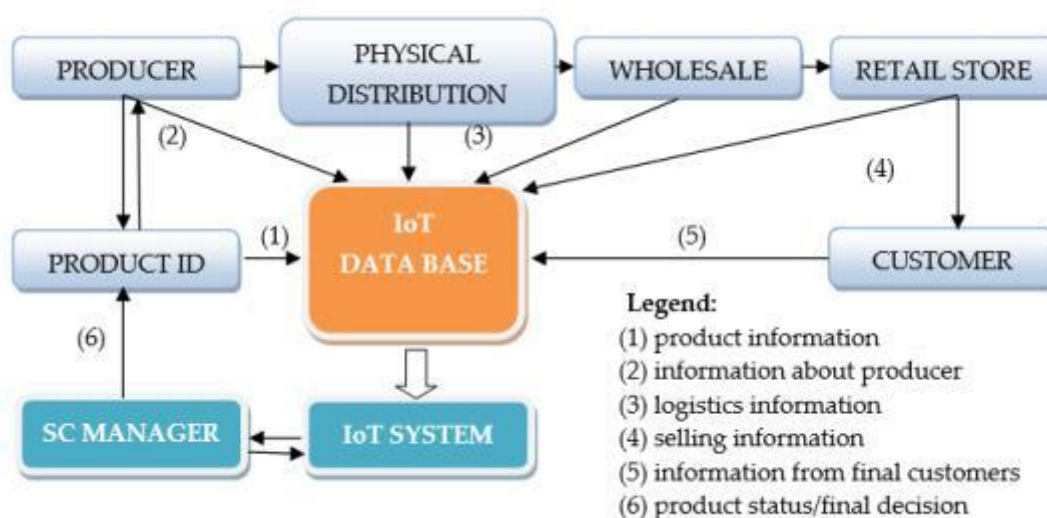 PRODUCER
PHYSICAL
DISTRIBUTION
WHOLESALE
RETAIL STORE
(2)
(3)
(4)
IoT
DATA BASE
PRODUCT ID
(1)
(5)
CUSTOMER
(6)
SC MANAGER
IoT SYSTEM
Legend:
(1) product information
(2) information about producer
(3) logistics information
(4) selling information
(5) information from final customers
(6) product status/final decision